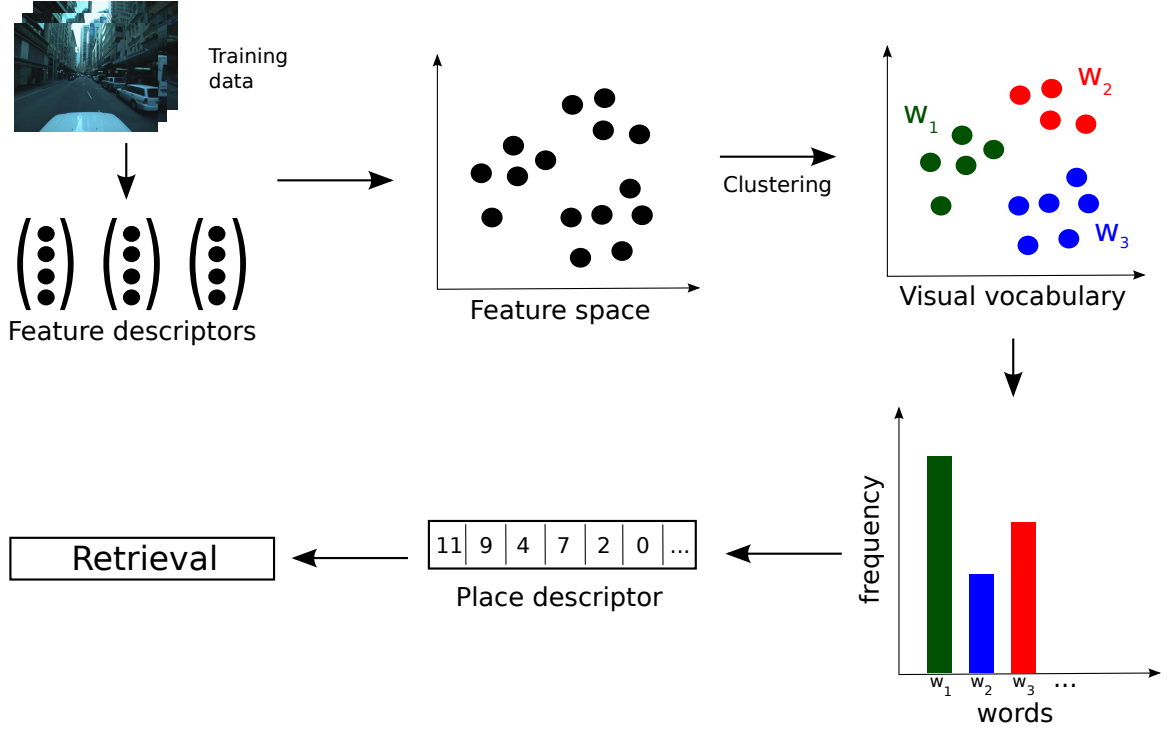 Training
data
Feature descriptors
Feature space
Clustering
w₁
w₂
w₃
Visual vocabulary
frequency
w₁ w₂ w₃ ...
words
11 9 4 7 2 0 ...
Place descriptor
Retrieval